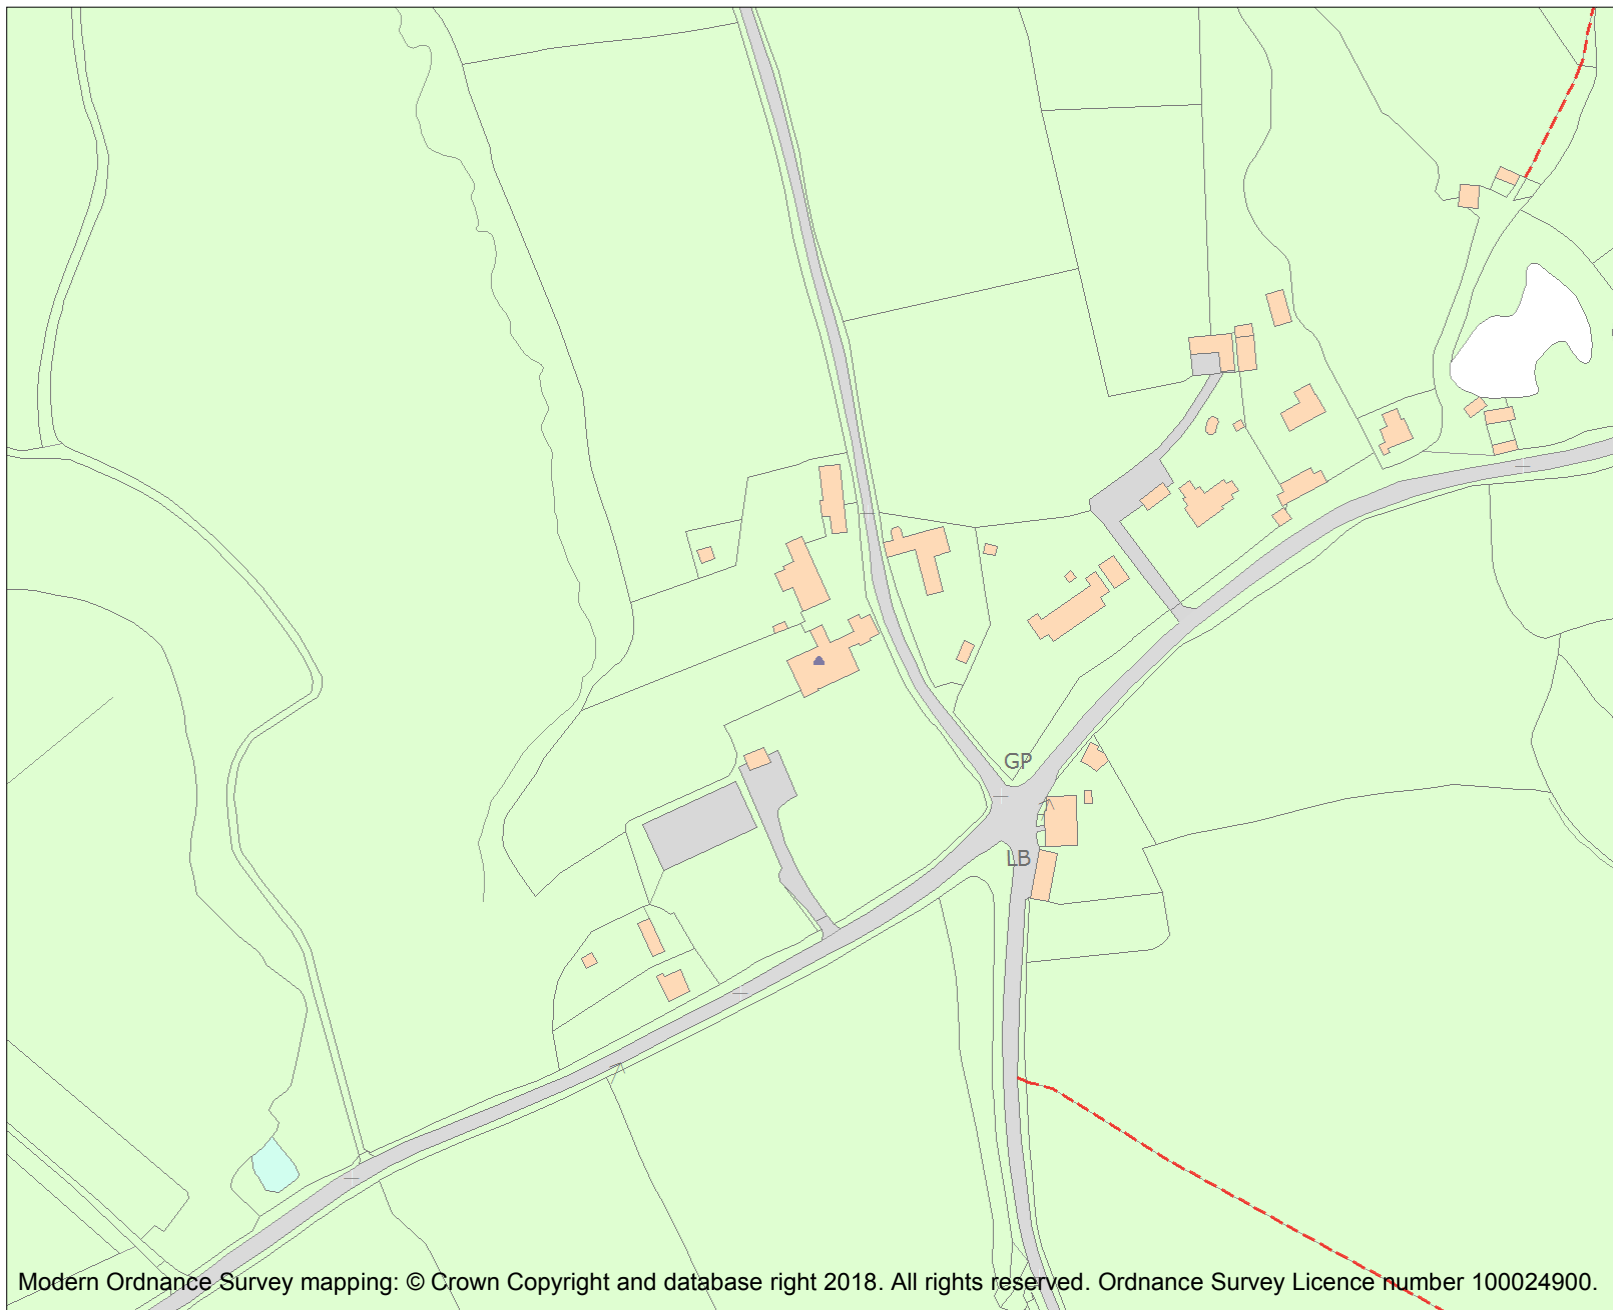 GP
LB
Modern Ordnance Survey mapping: © Crown Copyright and database right 2018. All rights reserved. Ordnance Survey Licence number 100024900.